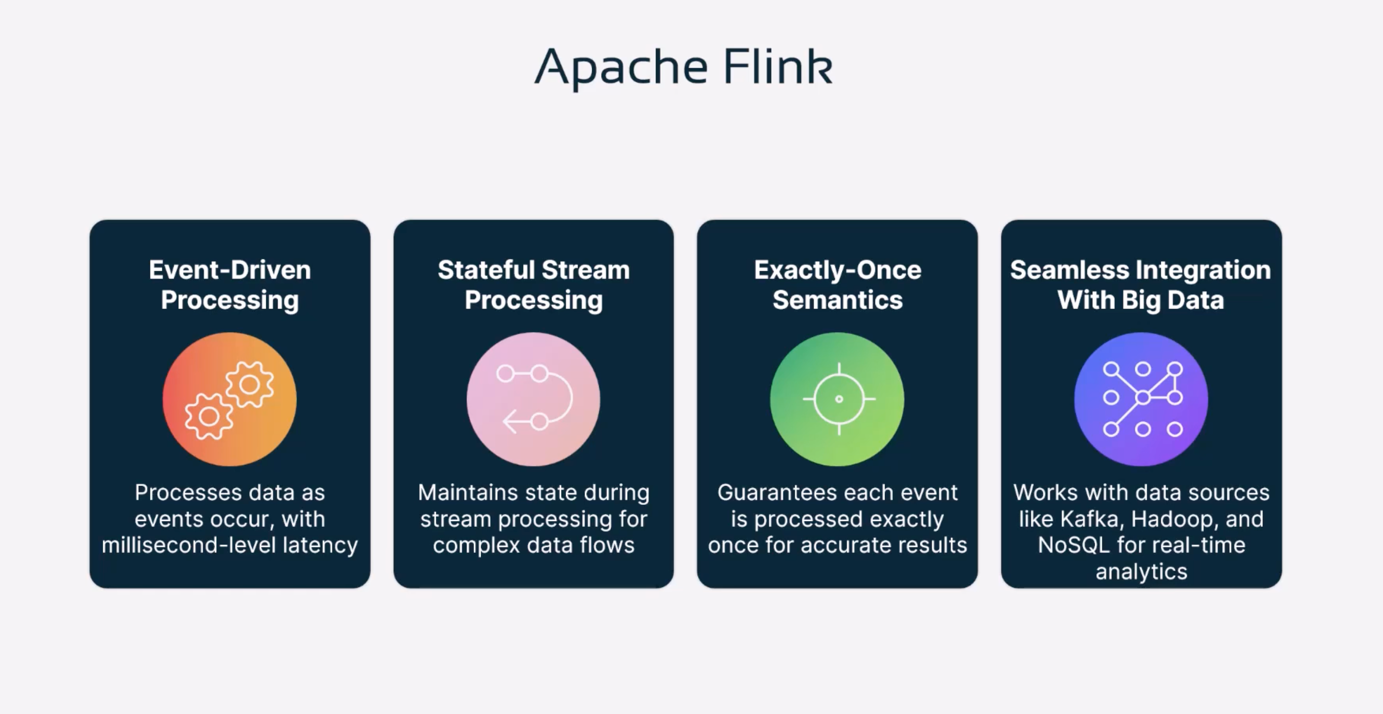 Apache Flink
Event-Driven
Processing
Processes data as
events occur, with
millisecond-level latency
Stateful Stream
Processing
Maintains state during
stream processing for
complex data flows
Exactly-Once
Semantics
Guarantees each event
is processed exactly
once for accurate results
Seamless Integration
With Big Data
Works with data sources
like Kafka, Hadoop, and
NoSQL for real-time
analytics